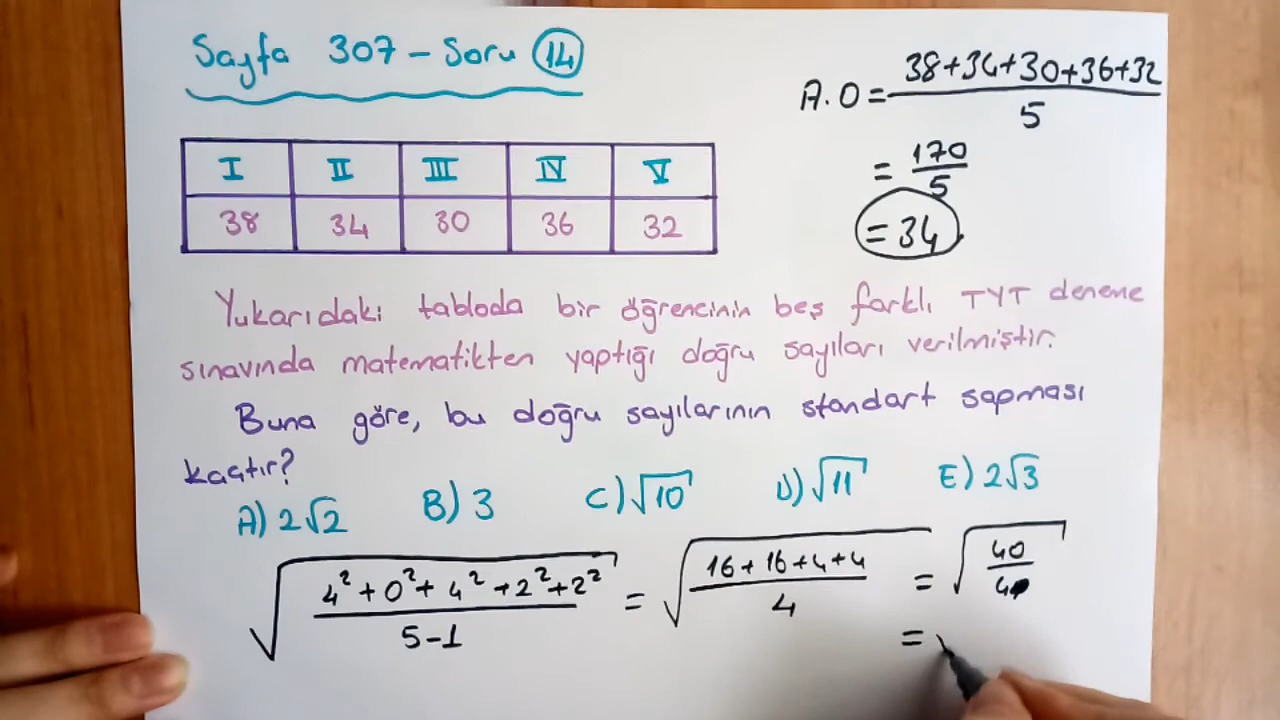 Sayfa 307 - Soru 14
A.O = 38+34+30+36+32 / 5
= 170 / 5
= 34
I II III IV V
38 34 30 36 32
Yukarıdaki tabloda bir öğrencinin beş farklı TYT deneme
sınavında matematikten yaptığı doğru sayıları verilmiştir.
Buna göre, bu doğru sayılarının standart sapması
kaçtır?
A) 2√2 B) 3 C) √10 D) √11 E) 2√3
√(4² + 0² + 4² + 2² + 2² / 5-1) = √(16+16+4+4 / 4) = √(40 / 4)
=